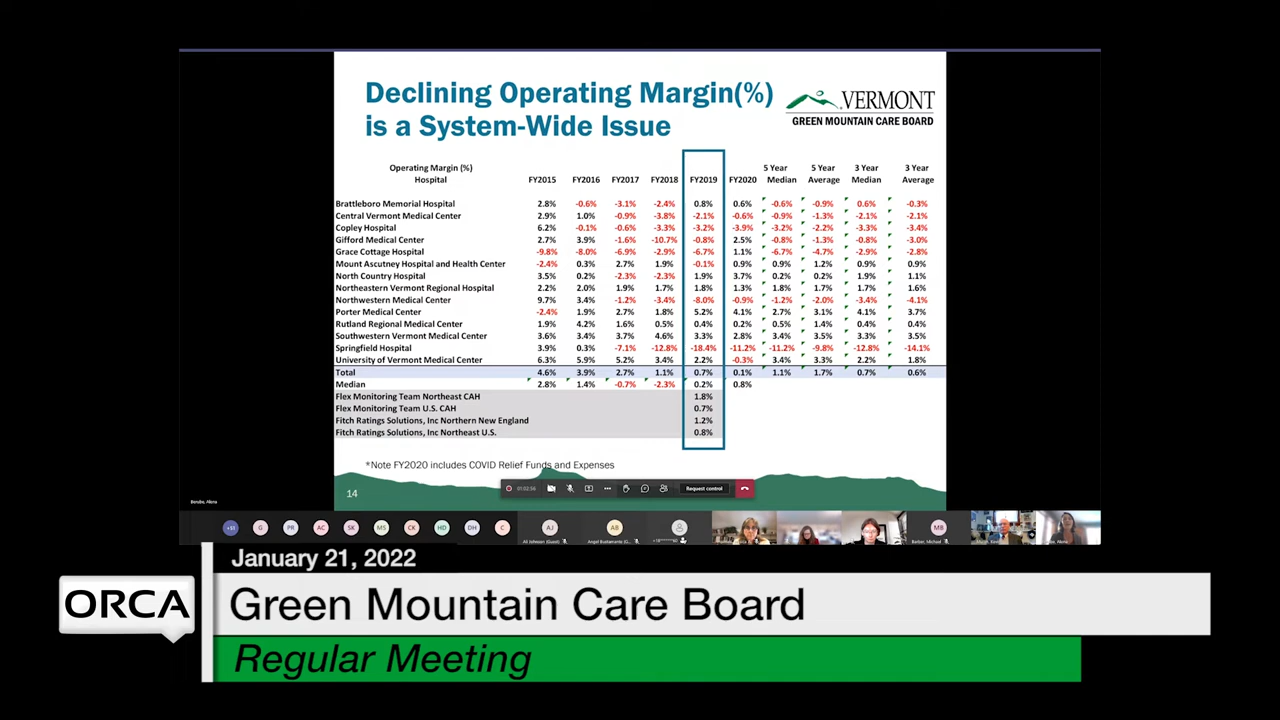 Declining Operating Margin(%)
is a System-Wide Issue
VERMONT
GREEN MOUNTAIN CARE BOARD
Operating Margin (%)
Hospital FY2015 FY2016 FY2017 FY2018 FY2019 FY2020 5 Year Median 5 Year Average 3 Year Median 3 Year Average
Brattleboro Memorial Hospital 2.8% -0.6% -3.1% -2.4% 0.8% 0.6% -0.6% -0.9% 0.6% -0.3%
Central Vermont Medical Center 2.9% 1.0% -0.9% -3.8% -2.1% -0.6% -0.9% -1.3% -2.1% -2.1%
Copley Hospital 6.2% -0.1% -0.6% -3.3% -3.2% -3.9% -3.2% -2.2% -3.3% -3.4%
Gifford Medical Center 2.7% 3.9% -1.6% -10.7% -0.8% 2.5% -0.8% -1.3% -0.8% -3.0%
Grace Cottage Hospital -9.8% -8.0% -6.9% -2.9% -6.7% 1.1% -6.7% -4.7% -2.9% -2.8%
Mount Ascutney Hospital and Health Center -2.4% 0.3% 2.7% 1.9% -0.1% 0.9% 0.9% 1.2% 0.9% 0.9%
North Country Hospital 3.5% 0.2% -2.3% -2.3% 1.9% 3.7% 0.2% 0.2% 1.9% 1.1%
Northeastern Vermont Regional Hospital 2.2% 2.0% 1.9% 1.7% 1.8% 1.3% 1.8% 1.7% 1.7% 1.6%
Northwestern Medical Center 9.7% 3.4% -1.2% -3.4% -8.0% -0.9% -1.2% -2.0% -3.4% -4.1%
Porter Medical Center -2.4% 1.9% 2.7% 1.8% 5.2% 4.1% 2.7% 3.1% 4.1% 3.7%
Rutland Regional Medical Center 1.9% 4.2% 1.6% 0.5% 0.4% 0.2% 0.5% 1.4% 0.4% 0.4%
Southwestern Vermont Medical Center 3.6% 3.4% 3.7% 4.6% 3.3% 2.8% 3.4% 3.5% 3.3% 3.5%
Springfield Hospital 3.9% 0.3% -7.1% -12.8% -18.4% -11.2% -11.2% -9.8% -12.8% -14.1%
University of Vermont Medical Center 6.3% 5.9% 5.2% 3.4% 2.2% -0.3% 3.4% 3.3% 2.2% 1.8%
Total 4.6% 3.9% 2.7% 1.1% 0.7% 0.1% 1.1% 1.7% 0.7% 0.6%
Median 2.8% 1.4% -0.7% -2.3% 0.2% 0.8%
Flex Monitoring Team Northeast CAH 1.8%
Flex Monitoring Team U.S. CAH 0.7%
Fitch Ratings Solutions, Inc Northern New England 1.2%
Fitch Ratings Solutions, Inc Northeast U.S. 0.8%
*Note FY2020 includes COVID Relief Funds and Expenses
14
01:02:56 Request control
Berube, Alena
+51 G PR AC SK MS CK HD DH C AJ AB MB
Ali Johnson (Guest) Angel Bustamante (G... Barber, Michael
January 21, 2022
ORCA
Green Mountain Care Board
Regular Meeting